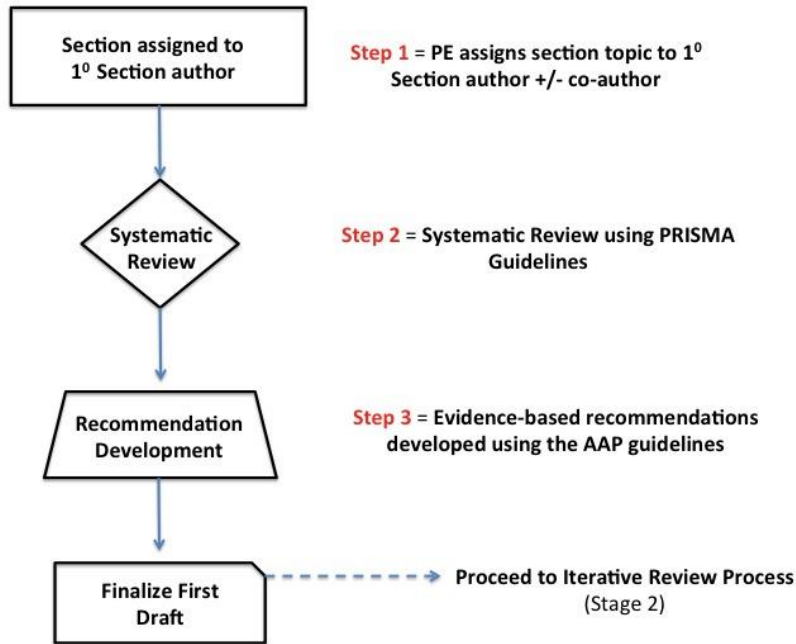 Section assigned to
1⁰ Section author
Step 1 = PE assigns section topic to 1⁰
Section author +/- co-author
Systematic
Review
Step 2 = Systematic Review using PRISMA
Guidelines
Recommendation
Development
Step 3 = Evidence-based recommendations
developed using the AAP guidelines
Finalize First
Draft
Proceed to Iterative Review Process
(Stage 2)